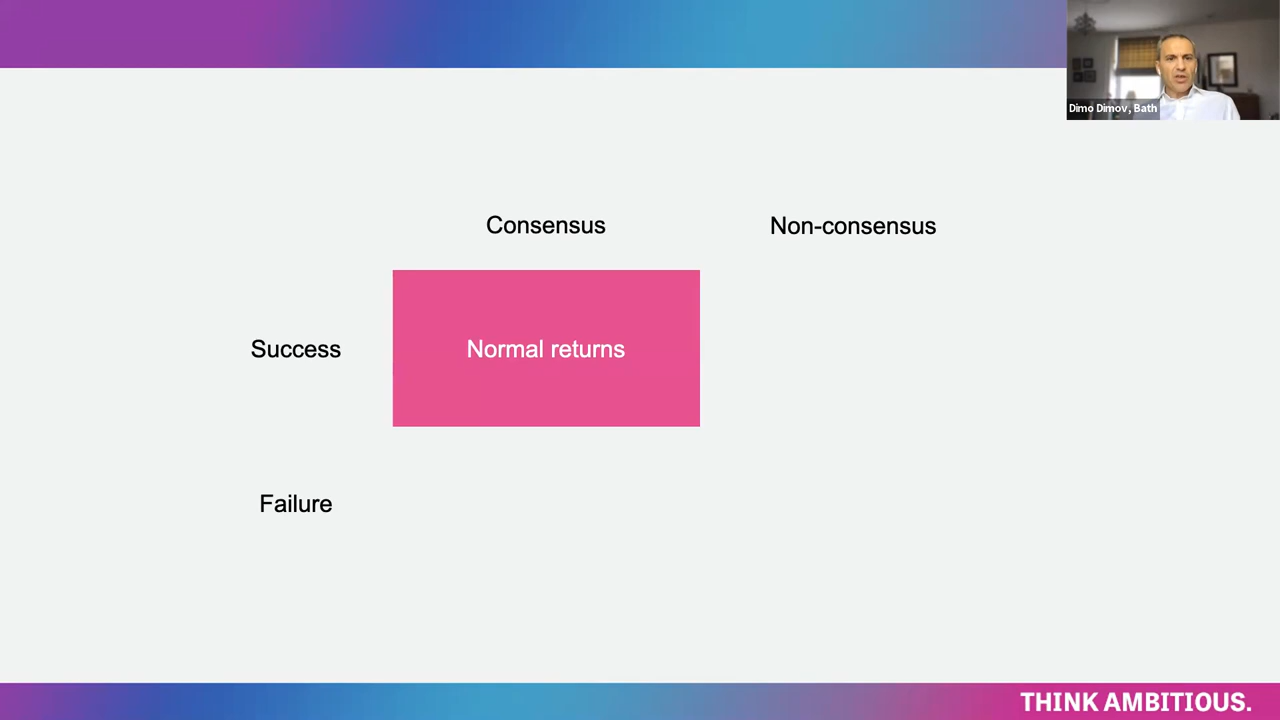 Dimo Dimov, Bath
Consensus
Non-consensus
Success
Normal returns
Failure
THINK AMBITIOUS.